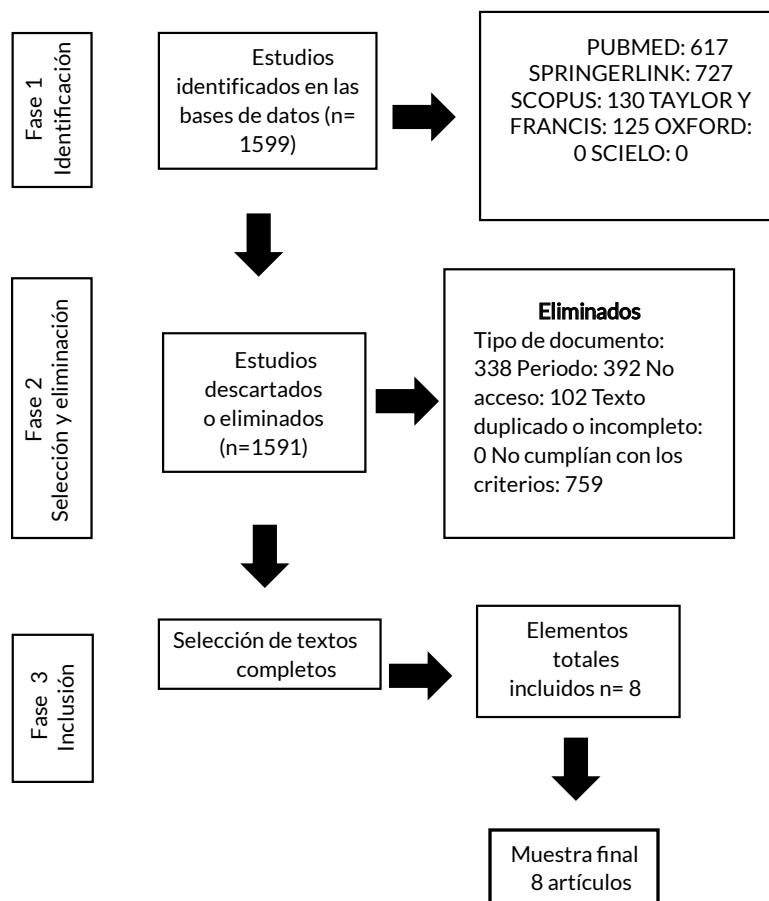 Fase 1
Identificación
Estudios
identificados en las
bases de datos (n=
1599)
PUBMED: 617
SPRINGERLINK: 727
SCOPUS: 130 TAYLOR Y
FRANCIS: 125 OXFORD:
0 SCIELO: 0
Fase 2
Selección y eliminación
Estudios
descartados
o eliminados
(n=1591)
Eliminados
Tipo de documento:
338 Periodo: 392 No
acceso: 102 Texto
duplicado o incompleto:
0 No cumplían con los
criterios: 759
Fase 3
Inclusión
Selección de textos
completos
Elementos
totales
incluidos n= 8
Muestra final
8 artículos